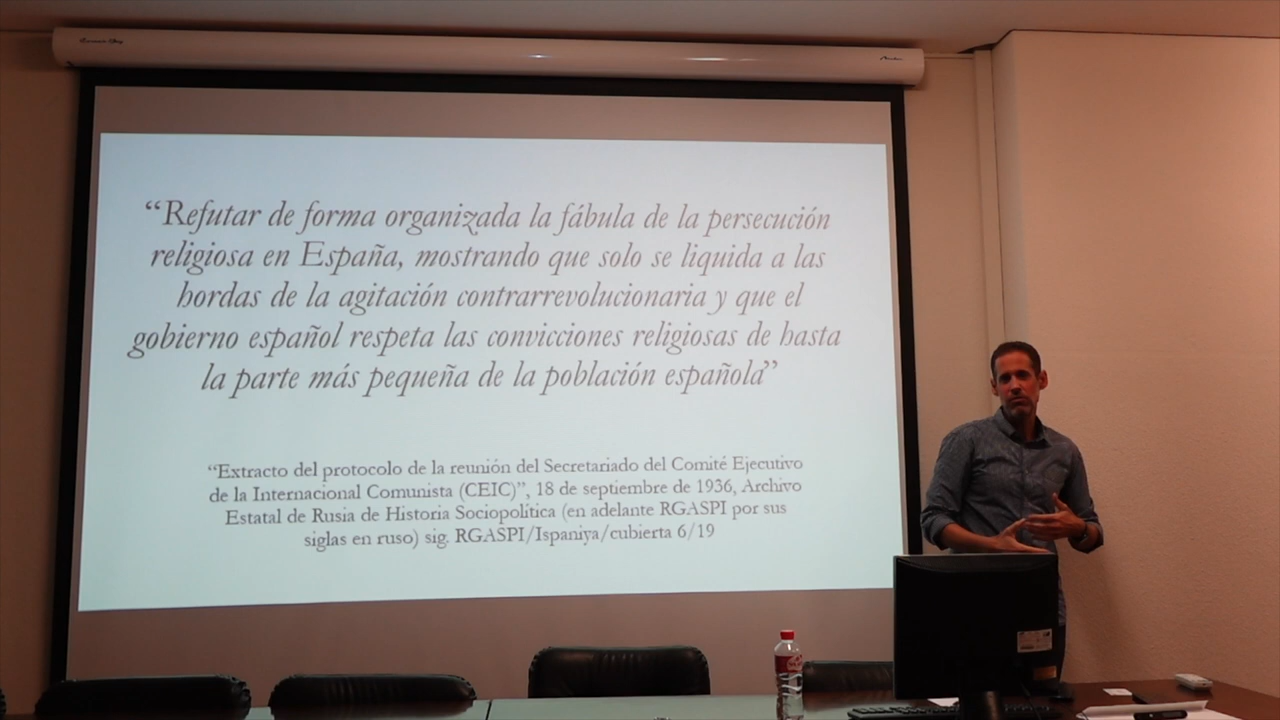 “Refutar de forma organizada la fábula de la persecución
religiosa en España, mostrando que solo se liquida a las
hordas de la agitación contrarrevolucionaria y que el
gobierno español respeta las convicciones religiosas de hasta
la parte más pequeña de la población española”
“Extracto del protocolo de la reunión del Secretariado del Comité Ejecutivo
de la Internacional Comunista (CEIC)”, 18 de septiembre de 1936, Archivo
Estatal de Rusia de Historia Sociopolítica (en adelante RGASPI por sus
siglas en ruso) sig. RGASPI/Ispaniya/cubierta 6/19